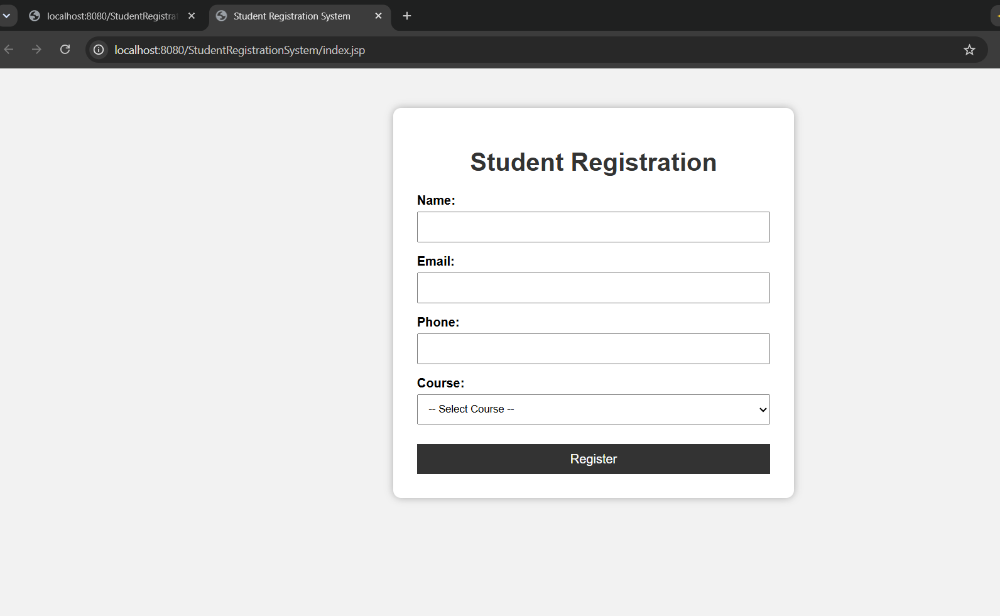 localhost:8080/StudentRegistra
Student Registration System
localhost:8080/StudentRegistrationSystem/index.jsp
Student Registration
Name:
Email:
Phone:
Course:
-- Select Course --
Register